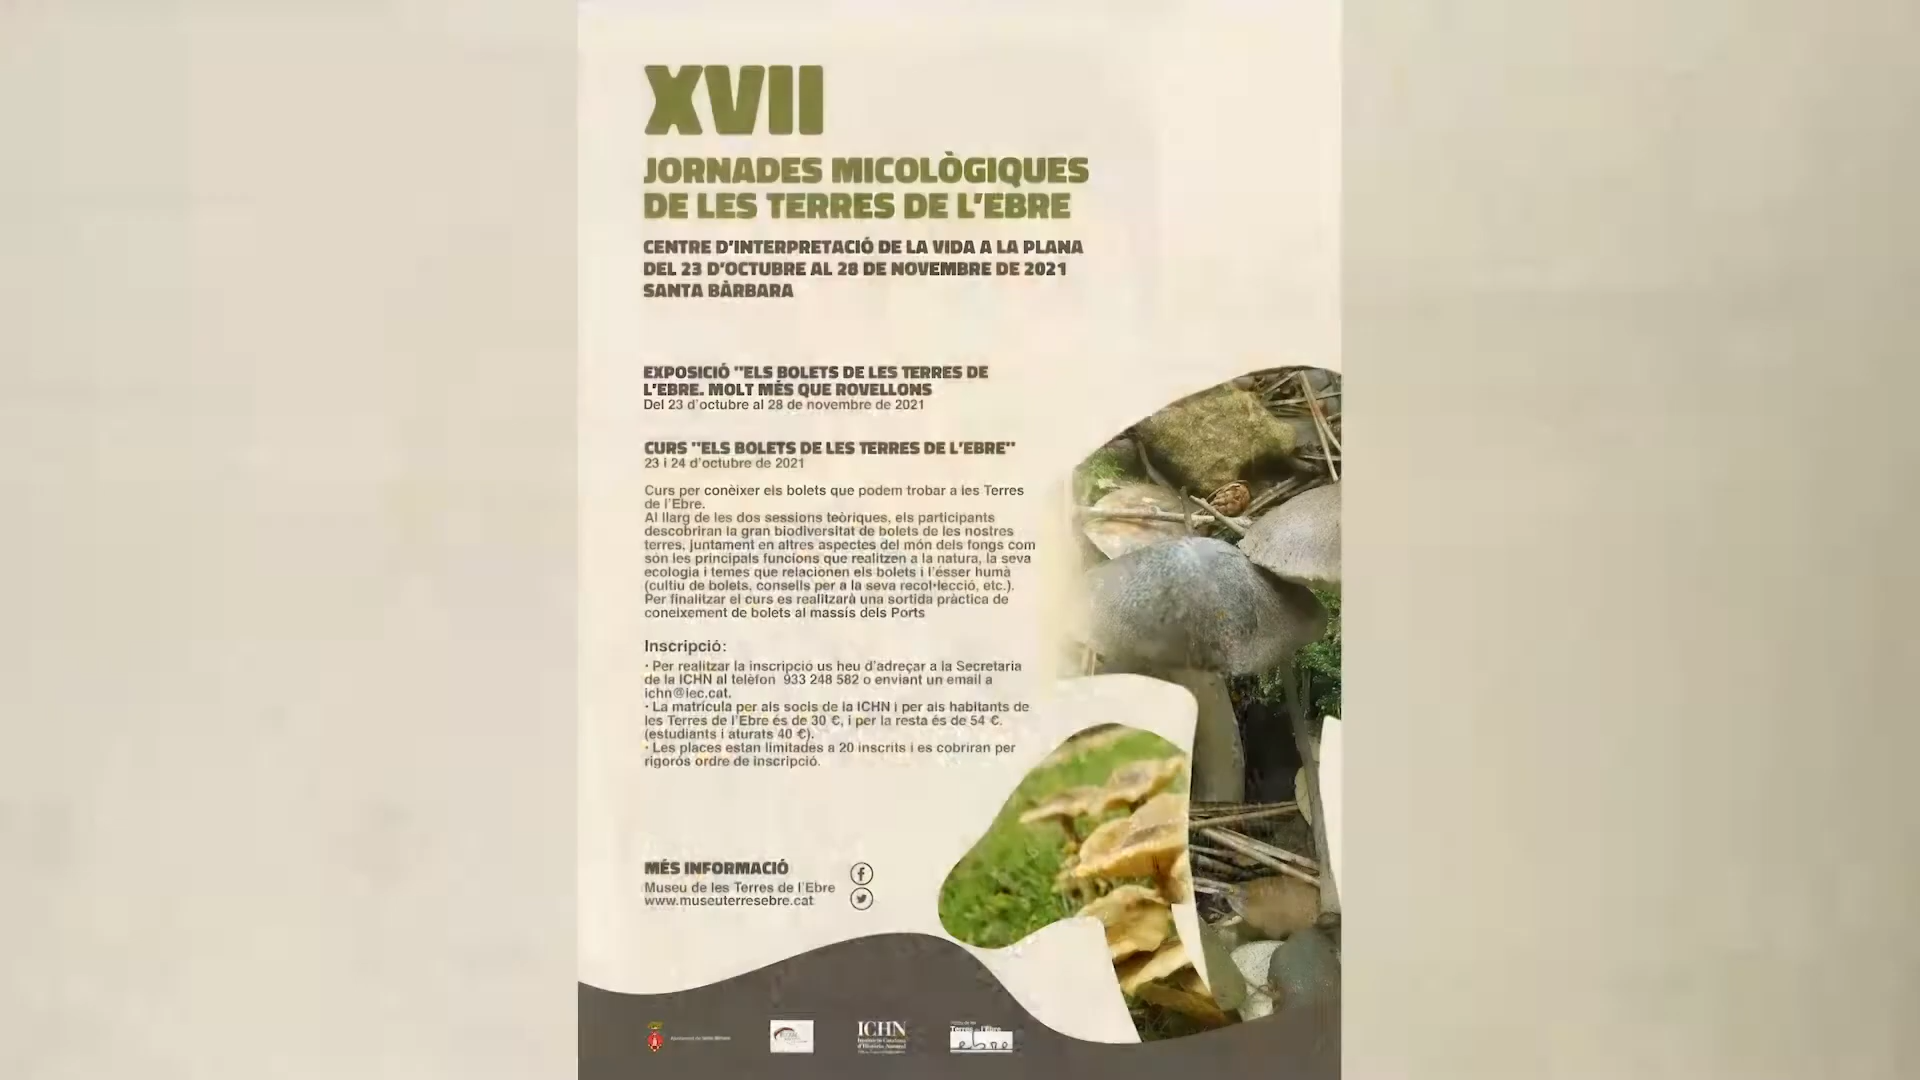 XVII
JORNADES MICOLÒGIQUES
DE LES TERRES DE L'EBRE
CENTRE D'INTERPRETACIÓ DE LA VIDA A LA PLANA
DEL 23 D'OCTUBRE AL 28 DE NOVEMBRE DE 2021
SANTA BÀRBARA
EXPOSICIÓ "ELS BOLETS DE LES TERRES DE
L'EBRE. MOLT MÉS QUE ROVELLONS
Del 23 d'octubre al 28 de novembre de 2021
CURS "ELS BOLETS DE LES TERRES DE L'EBRE"
23 i 24 d'octubre de 2021
Curs per conèixer els bolets que podem trobar a les Terres
de l'Ebre.
Al llarg de les dos sessions teòriques, els participants
descobriran la gran biodiversitat de bolets de les nostres
terres, juntament en altres aspectes del món dels fongs com
són les principals funcions que realitzen a la natura, la seva
ecologia i temes que relacionen els bolets i l'ésser humà
(cultiu de bolets, consells per a la seva recol·lecció, etc.).
Per finalitzar el curs es realitzarà una sortida pràctica de
coneixement de bolets al massís dels Ports
Inscripció:
· Per realitzar la inscripció us heu d'adreçar a la Secretaria
de la ICHN al telèfon 933 248 582 o enviant un email a
ichn@iec.cat.
· La matrícula per als socis de la ICHN i per als habitants de
les Terres de l'Ebre és de 30 €, i per la resta és de 54 €.
(estudiants i aturats 40 €).
· Les places estan limitades a 20 inscrits i es cobriran per
rigorós ordre de inscripció.
MÉS INFORMACIÓ
Museu de les Terres de l'Ebre
www.museuterresebre.cat
ICHN
Terres de l'Ebre
ebre